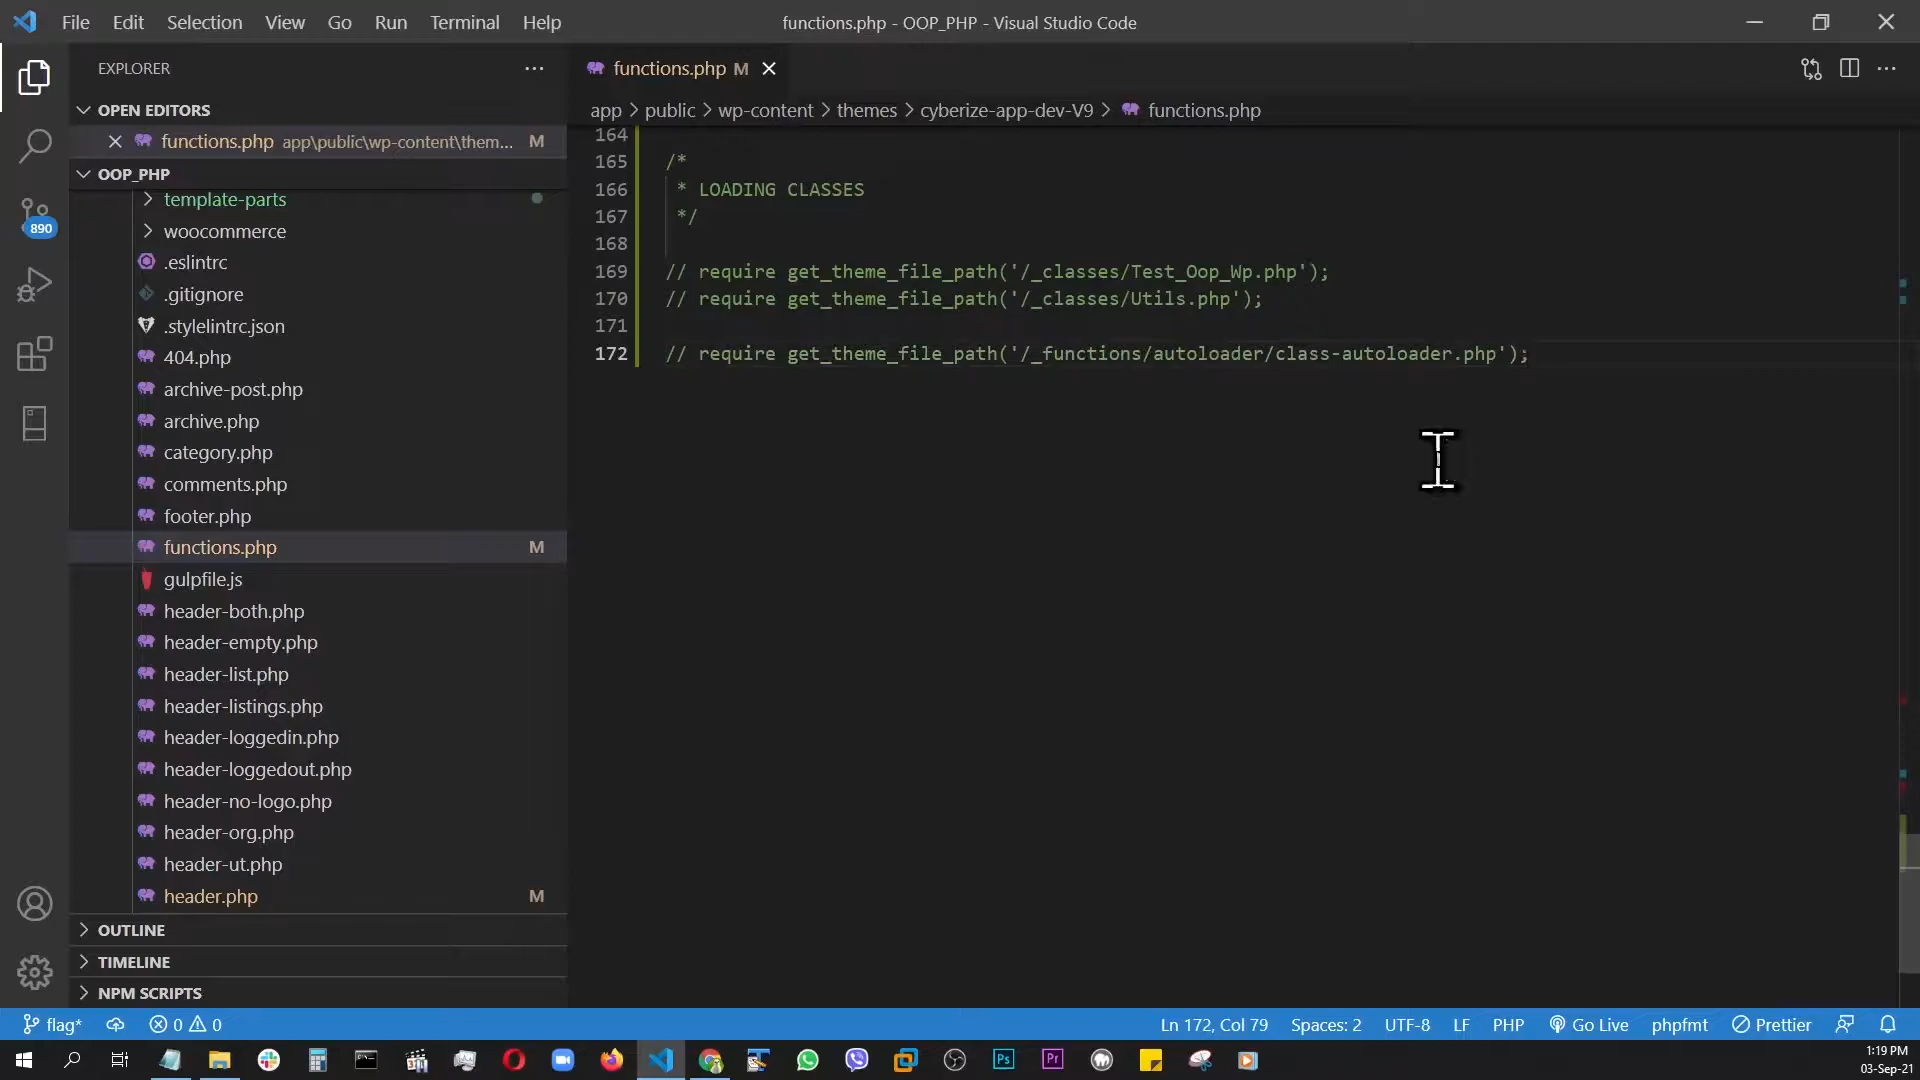 File Edit Selection View Go Run Terminal Help
functions.php - OOP_PHP - Visual Studio Code
EXPLORER
functions.php M
OPEN EDITORS
app > public > wp-content > themes > cyberize-app-dev-V9 > functions.php
functions.php app\public\wp-content\them... M
OOP_PHP
template-parts
woocommerce
.eslintrc
.gitignore
.stylelintrc.json
404.php
archive-post.php
archive.php
category.php
comments.php
footer.php
functions.php M
gulpfile.js
header-both.php
header-empty.php
header-list.php
header-listings.php
header-loggedin.php
header-loggedout.php
header-no-logo.php
header-org.php
header-ut.php
header.php M
OUTLINE
TIMELINE
NPM SCRIPTS
890
164
165 /*
166 * LOADING CLASSES
167 */
168
169 // require get_theme_file_path('/_classes/Test_Oop_Wp.php');
170 // require get_theme_file_path('/_classes/Utils.php');
171
172 // require get_theme_file_path('/_functions/autoloader/class-autoloader.php');
flag* 0 0 Ln 172, Col 79 Spaces: 2 UTF-8 LF PHP Go Live phpfmt Prettier
Ps Pr
1:19 PM
03-Sep-21